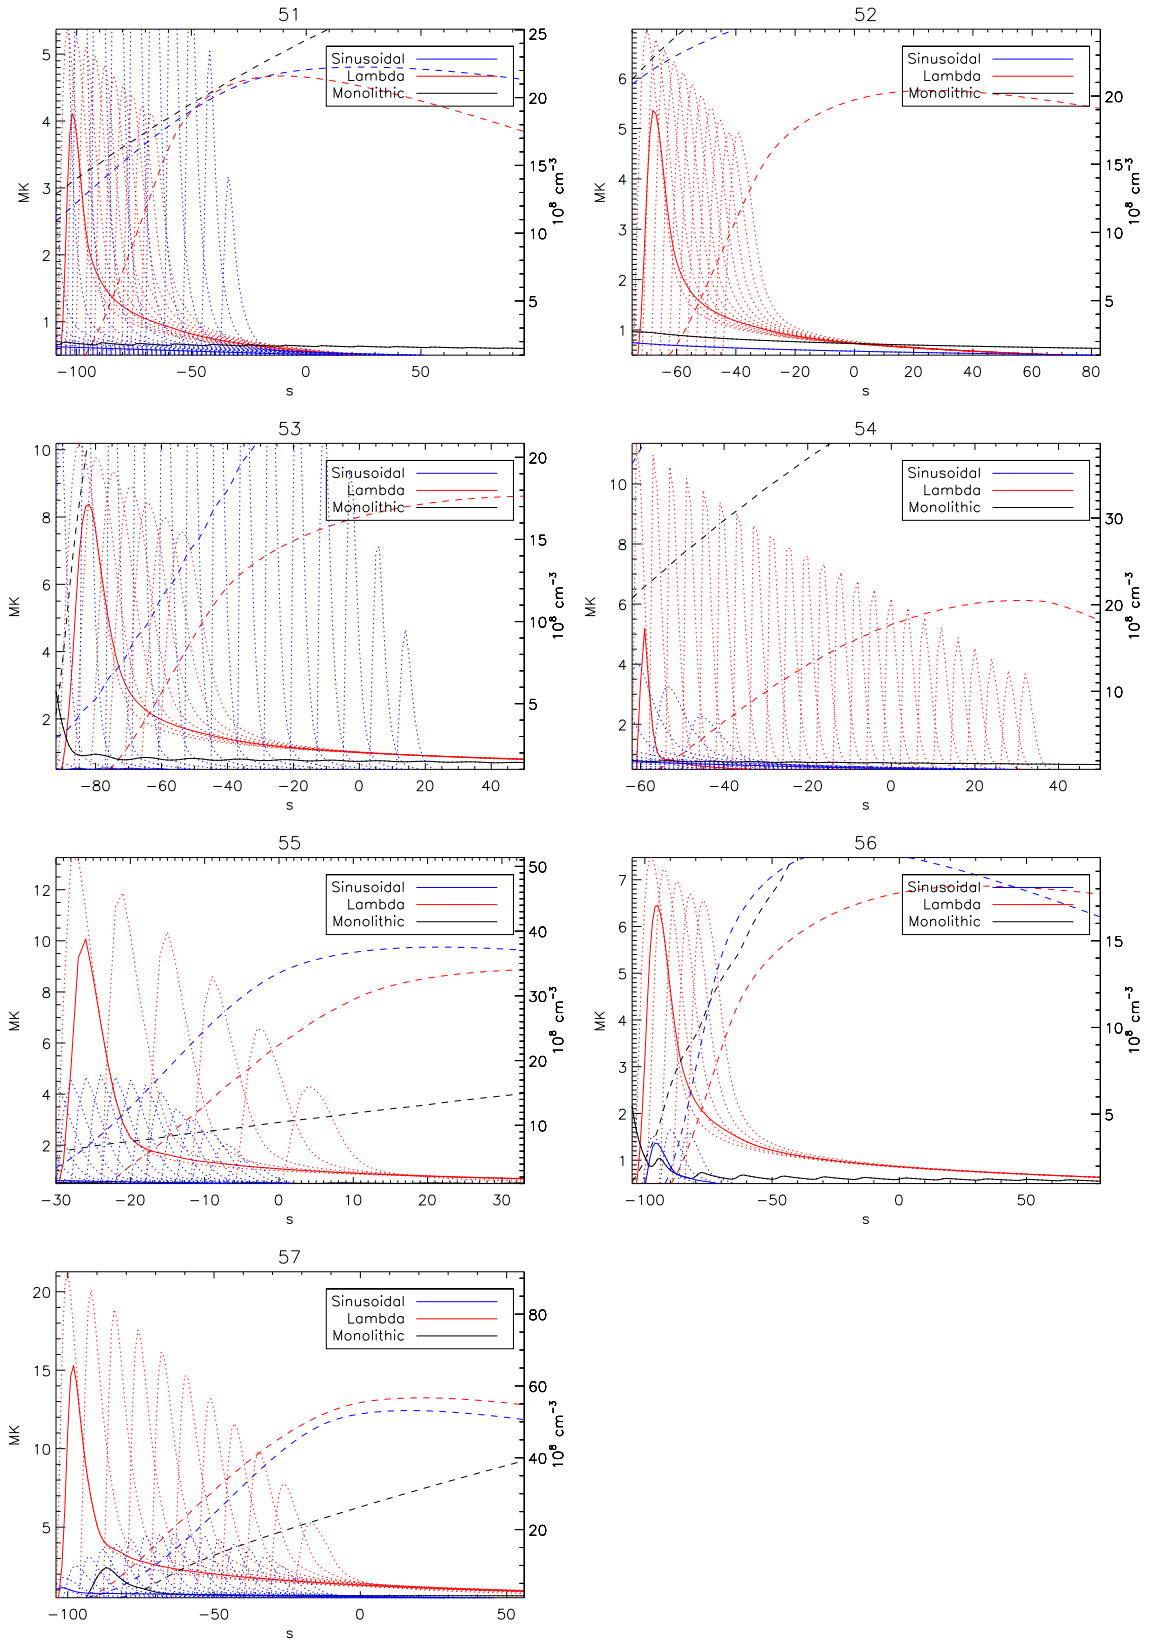 51
5
4
3
2
1
MK
Sinusoidal
Lambda
Monolithic
25
20
15
10
5
10⁸ cm⁻³
−100 −50 0 50
s
52
6
5
4
3
2
1
MK
Sinusoidal
Lambda
Monolithic
20
15
10
5
10⁸ cm⁻³
−60 −40 −20 0 20 40 60 80
s
53
10
8
6
4
2
MK
Sinusoidal
Lambda
Monolithic
20
15
10
5
10⁸ cm⁻³
−80 −60 −40 −20 0 20 40
s
54
10
8
6
4
2
MK
Sinusoidal
Lambda
Monolithic
30
20
10
10⁸ cm⁻³
−60 −40 −20 0 20 40
s
55
12
10
8
6
4
2
MK
Sinusoidal
Lambda
Monolithic
50
40
30
20
10
10⁸ cm⁻³
−30 −20 −10 0 10 20 30
s
56
7
6
5
4
3
2
1
MK
Sinusoidal
Lambda
Monolithic
15
10
5
10⁸ cm⁻³
−100 −50 0 50
s
57
20
15
10
5
MK
Sinusoidal
Lambda
Monolithic
80
60
40
20
10⁸ cm⁻³
−100 −50 0 50
s